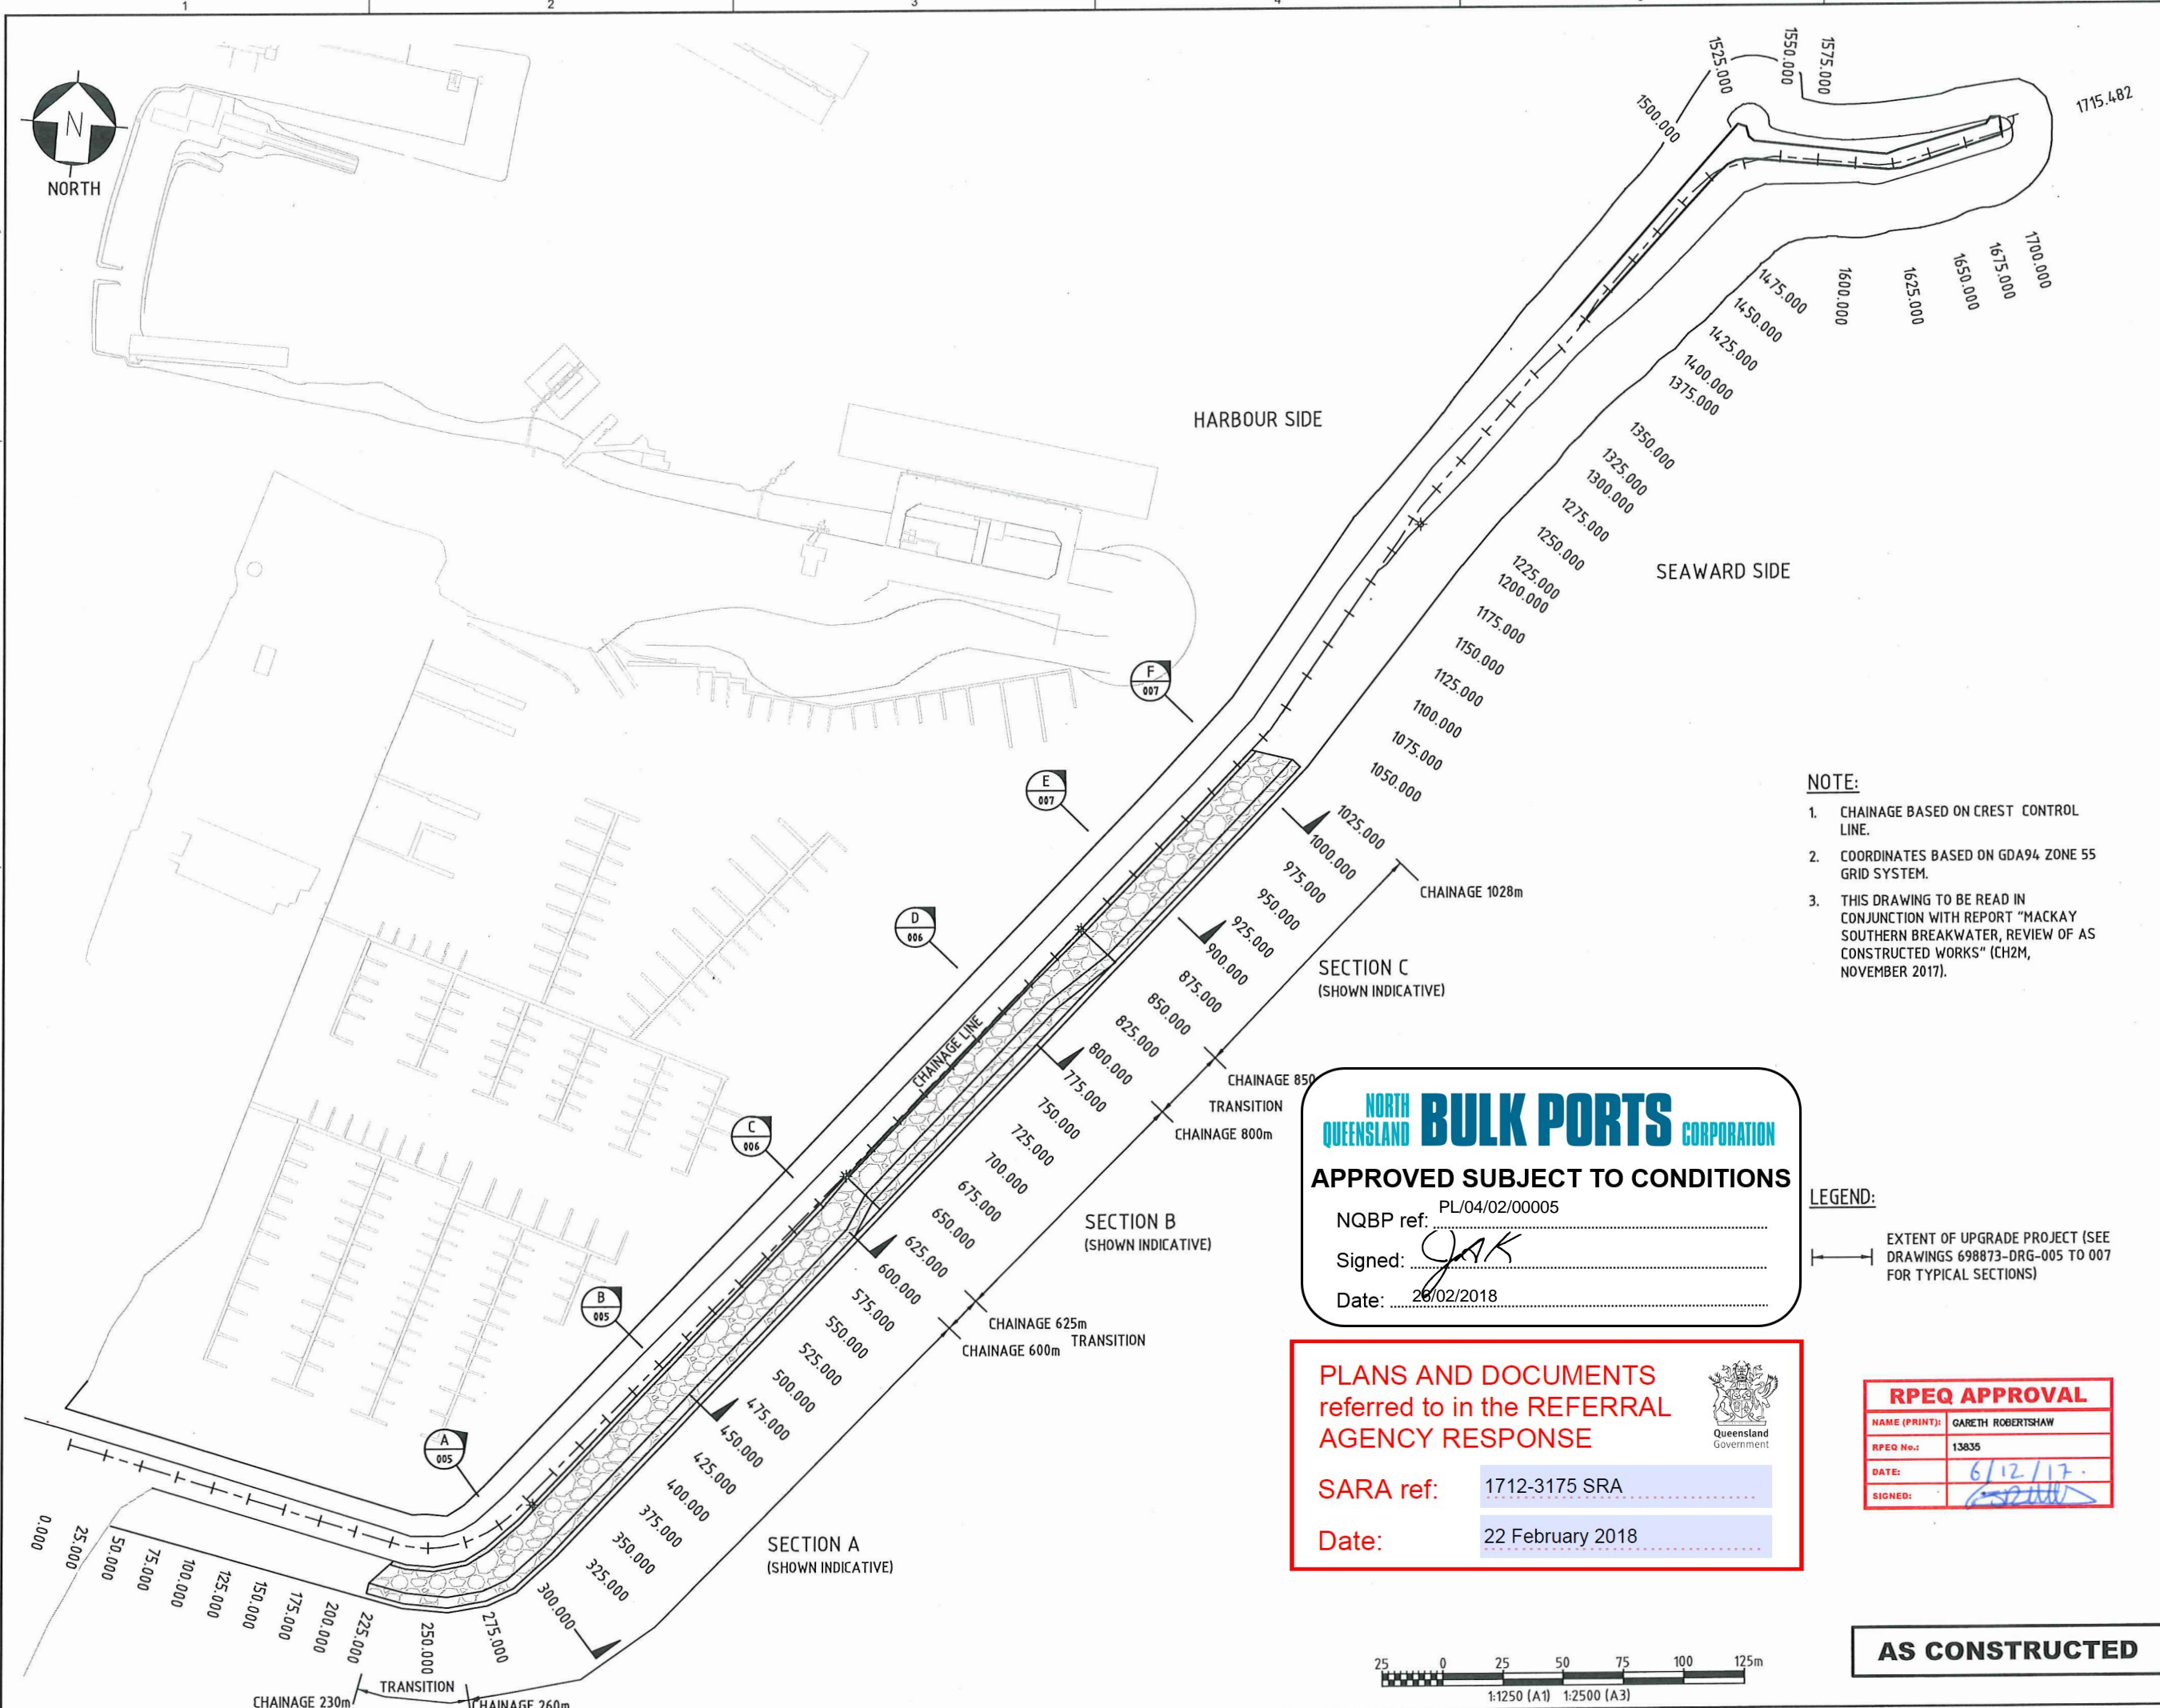 1
2
3
4
NORTH
N
1500.000
1525.000
1550.000
1575.000
1715.482
HARBOUR SIDE
SEAWARD SIDE
1700.000
1675.000
1650.000
1625.000
1600.000
1475.000
1450.000
1425.000
1400.000
1375.000
1350.000
1325.000
1300.000
1275.000
1250.000
1225.000
1200.000
1175.000
1150.000
1125.000
1100.000
1075.000
1050.000
1025.000
1000.000
975.000
950.000
925.000
900.000
875.000
850.000
825.000
800.000
775.000
750.000
725.000
700.000
675.000
650.000
625.000
600.000
575.000
550.000
525.000
500.000
475.000
450.000
425.000
400.000
375.000
350.000
325.000
300.000
275.000
250.000
225.000
200.000
175.000
150.000
125.000
100.000
75.000
50.000
25.000
0.000
F
007
E
007
D
006
C
006
B
005
A
005
CHAINAGE LINE
CHAINAGE 1028m
SECTION C
(SHOWN INDICATIVE)
CHAINAGE 850
TRANSITION
CHAINAGE 800m
SECTION B
(SHOWN INDICATIVE)
CHAINAGE 625m
TRANSITION
CHAINAGE 600m
SECTION A
(SHOWN INDICATIVE)
TRANSITION
CHAINAGE 230m
CHAINAGE 260m
NOTE:
1. CHAINAGE BASED ON CREST CONTROL
LINE.
2. COORDINATES BASED ON GDA94 ZONE 55
GRID SYSTEM.
3. THIS DRAWING TO BE READ IN
CONJUNCTION WITH REPORT "MACKAY
SOUTHERN BREAKWATER, REVIEW OF AS
CONSTRUCTED WORKS" (CH2M,
NOVEMBER 2017).
NORTH
QUEENSLAND BULK PORTS CORPORATION
APPROVED SUBJECT TO CONDITIONS
NQBP ref: PL/04/02/00005
Signed:
Date: 26/02/2018
LEGEND:
EXTENT OF UPGRADE PROJECT (SEE
DRAWINGS 698873-DRG-005 TO 007
FOR TYPICAL SECTIONS)
PLANS AND DOCUMENTS
referred to in the REFERRAL
AGENCY RESPONSE
Queensland
Government
SARA ref: 1712-3175 SRA
Date: 22 February 2018
RPEQ APPROVAL
NAME (PRINT): GARETH ROBERTSHAW
RPEQ No.: 13835
DATE: 6/12/17.
SIGNED:
AS CONSTRUCTED
25 0 25 50 75 100 125m
1:1250 (A1) 1:2500 (A3)